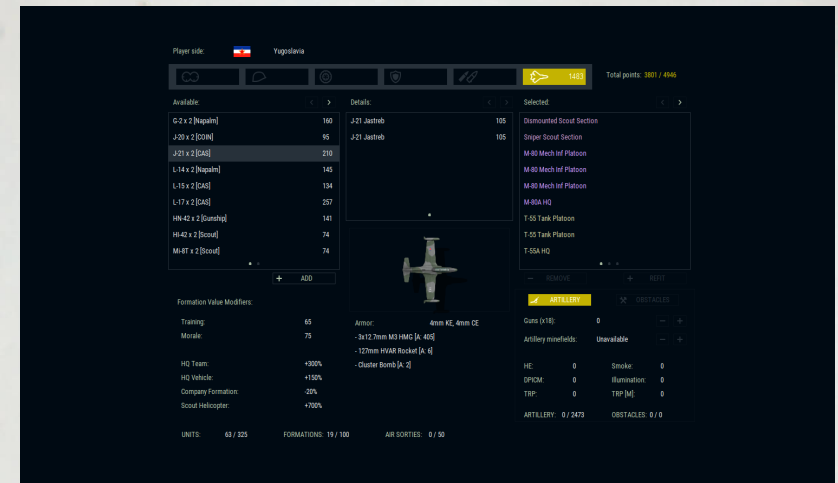 Player side: Yugoslavia
1483 Total points: 3801 / 4946
Available: < > Details: < > Selected: < >
G-2 x 2 [Napalm] 160 J-21 Jastreb 105 Dismounted Scout Section
J-20 x 2 [COIN] 95 J-21 Jastreb 105 Sniper Scout Section
J-21 x 2 [CAS] 210 M-80 Mech Inf Platoon
L-14 x 2 [Napalm] 145 M-80 Mech Inf Platoon
L-15 x 2 [CAS] 134 M-80 Mech Inf Platoon
L-17 x 2 [CAS] 257 M-80A HQ
HN-42 x 2 [Gunship] 141 T-55 Tank Platoon
HI-42 x 2 [Scout] 74 T-55 Tank Platoon
MI-8T x 2 [Scout] 74 T-55A HQ
+ ADD − REMOVE + REFIT
Formation Value Modifiers: ARTILLERY OBSTACLES
Training: 65 Armor: 4mm KE, 4mm CE Guns (x18): 0 − +
Morale: 75 - 3x12.7mm M3 HMG [A: 405] Artillery minefields: Unavailable − +
- 127mm HVAR Rocket [A: 6]
HQ Team: +300% - Cluster Bomb [A: 2] HE: 0 Smoke: 0
HQ Vehicle: +150% DPICM: 0 Illumination: 0
Company Formation: -20% TRP: 0 TRP [M]: 0
Scout Helicopter: +700%
ARTILLERY: 0 / 2473 OBSTACLES: 0 / 0
UNITS: 63 / 325 FORMATIONS: 19 / 100 AIR SORTIES: 0 / 50